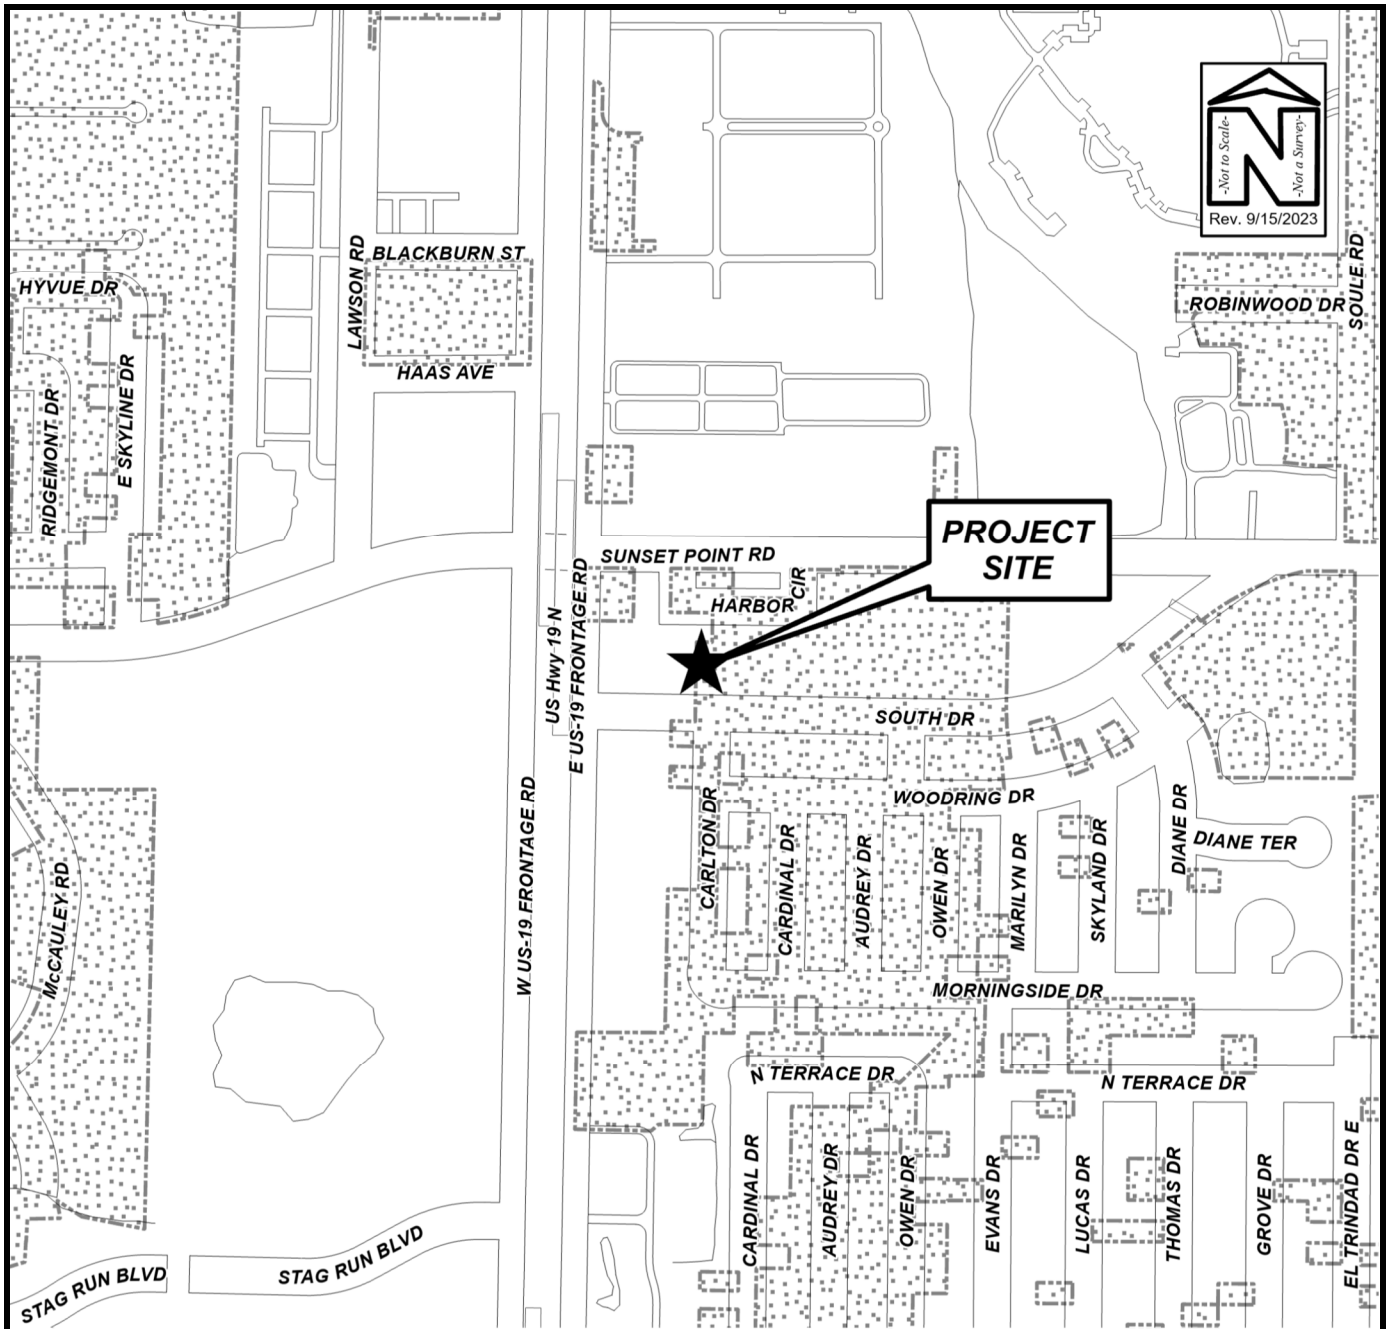 -Not to Scale-
-Not a Survey-
N
Rev. 9/15/2023
BLACKBURN ST
LAWSON RD
HYVUE DR
SOULE RD
ROBINWOOD DR
HAAS AVE
E SKYLINE DR
RIDGEMONT DR
PROJECT
SITE
SUNSET POINT RD
HARBOR
CIR
US Hwy 19 N
E US-19 FRONTAGE RD
SOUTH DR
W US-19 FRONTAGE RD
WOODRING DR
CARLTON DR
CARDINAL DR
AUDREY DR
OWEN DR
MARILYN DR
SKYLAND DR
DIANE DR
DIANE TER
McCAULEY RD
MORNINGSIDE DR
N TERRACE DR
N TERRACE DR
CARDINAL DR
AUDREY DR
OWEN DR
EVANS DR
LUCAS DR
THOMAS DR
GROVE DR
EL TRINDAD DR E
STAG RUN BLVD
STAG RUN BLVD